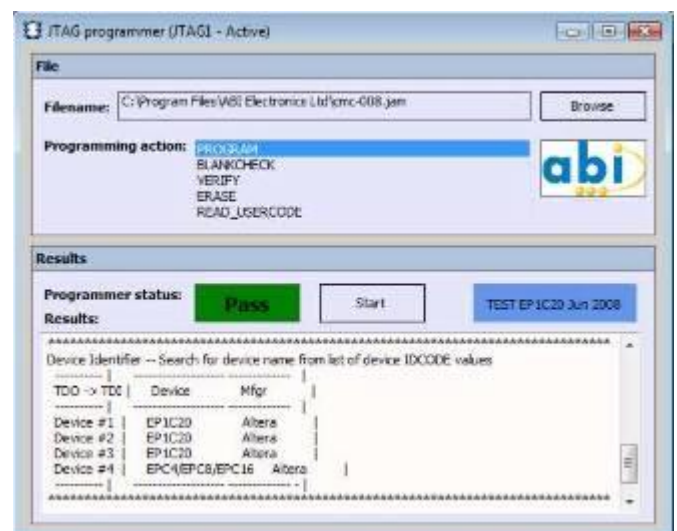 JTAG programmer (JTAG1 - Active)
File
Filename: C:\Program Files\ABI Electronics Ltd\cmc-008.jam Browse
Programming action: PROGRAM
BLANKCHECK
VERIFY
ERASE
READ_USERCODE
abi
Results
Programmer status: Pass Start TEST EP1C20 Jun 2008
Results:
Device Identifier -- Search for device name from list of device IDCODE values
---------- | ---------------------- ---------------- |
TDO -> TDI | Device Mfgr |
---------- | ---------------------- ---------------- |
Device #1 | EP1C20 Altera |
Device #2 | EP1C20 Altera |
Device #3 | EP1C20 Altera |
Device #4 | EPC4/EPC8/EPC16 Altera |
---------- | ---------------------- ---------------- |